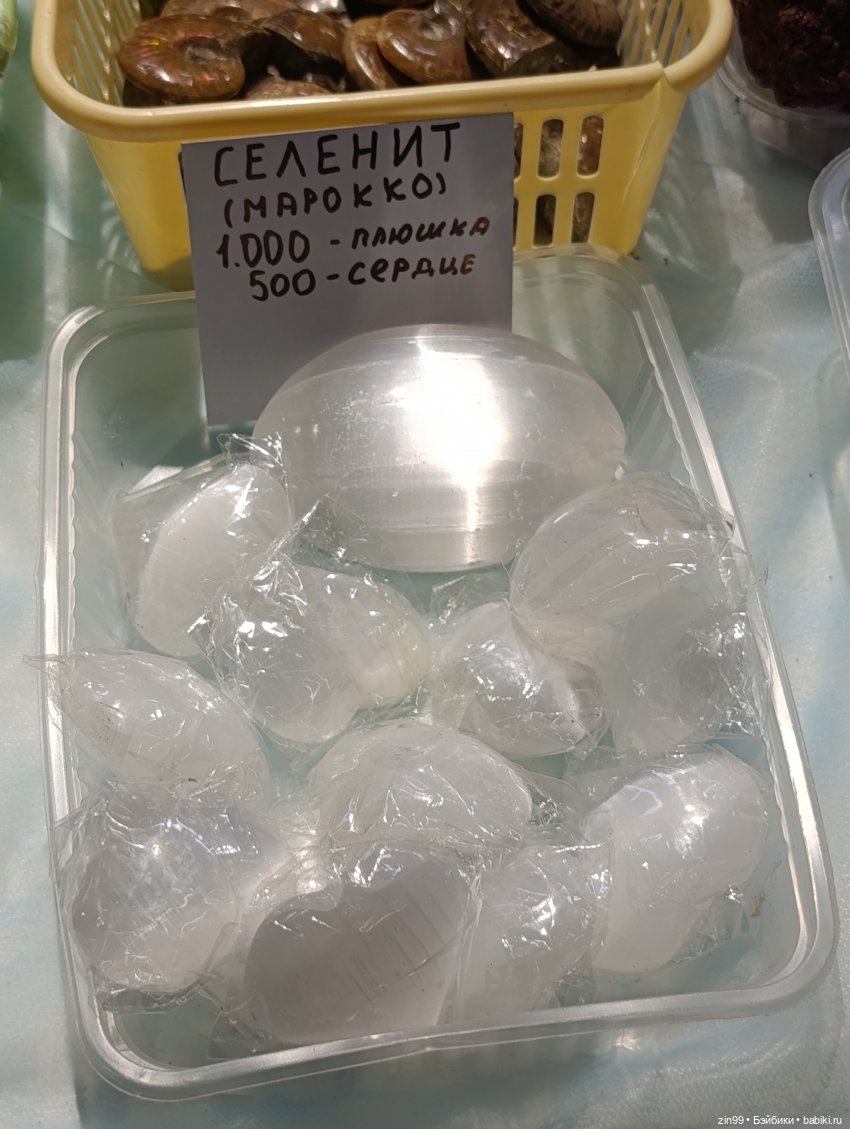 СЕЛЕНИТ
(МАРОККО)
1.000 - плюшка
500 - сердце
zin99 • Бэйбики • babiki.ru